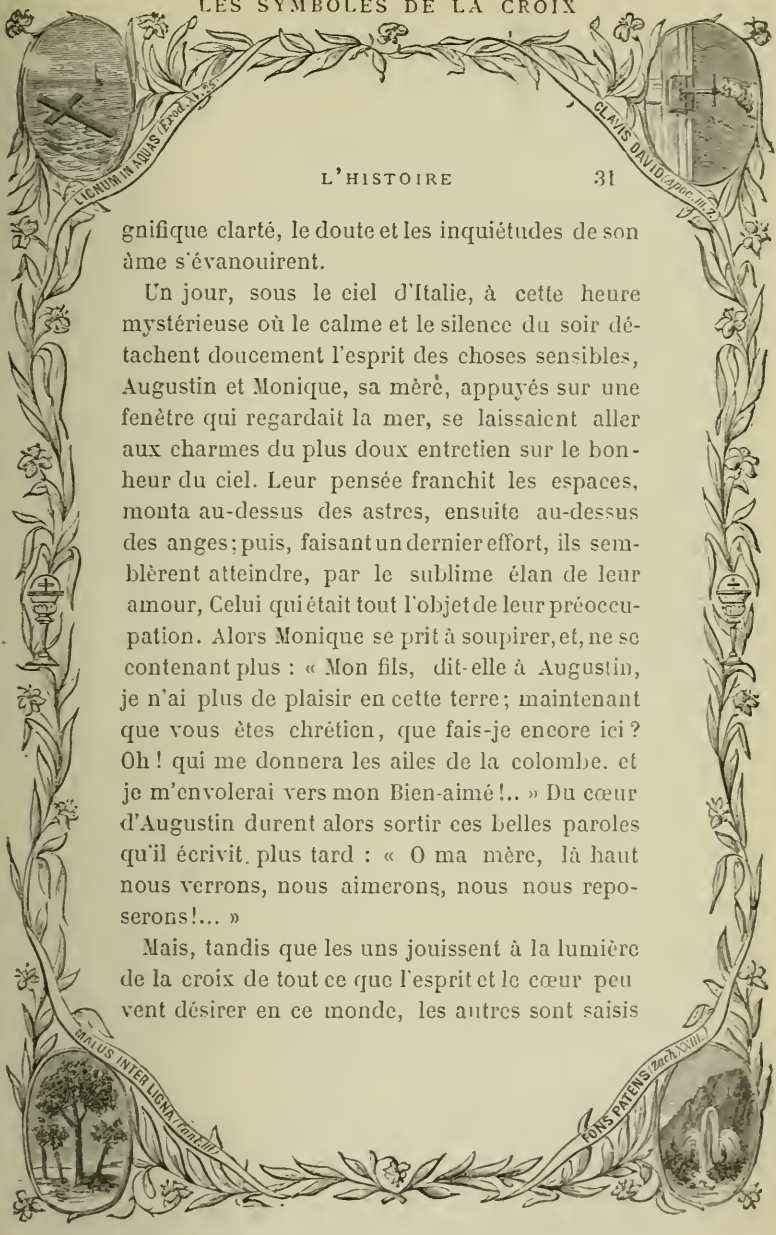 LES SYMBOLES DE LA CROIX
LIGNUM IN AQUAS (Exod. XV. 25)
CLAVIS DAVID (Apoc. III. 7.)
L'HISTOIRE 31
gnifique clarté, le doute et les inquiétudes de son
âme s'évanouirent.
Un jour, sous le ciel d'Italie, à cette heure
mystérieuse où le calme et le silence du soir dé-
tachent doucement l'esprit des choses sensibles,
Augustin et Monique, sa mère, appuyés sur une
fenêtre qui regardait la mer, se laissaient aller
aux charmes du plus doux entretien sur le bon-
heur du ciel. Leur pensée franchit les espaces,
monta au-dessus des astres, ensuite au-dessus
des anges; puis, faisant un dernier effort, ils sem-
blèrent atteindre, par le sublime élan de leur
amour, Celui qui était tout l'objet de leur préoccu-
pation. Alors Monique se prit à soupirer, et, ne se
contenant plus : « Mon fils, dit-elle à Augustin,
je n'ai plus de plaisir en cette terre; maintenant
que vous êtes chrétien, que fais-je encore ici ?
Oh ! qui me donnera les ailes de la colombe. et
je m'envolerai vers mon Bien-aimé !.. » Du cœur
d'Augustin durent alors sortir ces belles paroles
qu'il écrivit. plus tard : « O ma mère, là haut
nous verrons, nous aimerons, nous nous repo-
serons !... »
Mais, tandis que les uns jouissent à la lumière
de la croix de tout ce que l'esprit et le cœur peu
vent désirer en ce monde, les autres sont saisis
MALUS INTER LIGNA (Cant. III)
FONS PATENS (Zach. XXIII.)